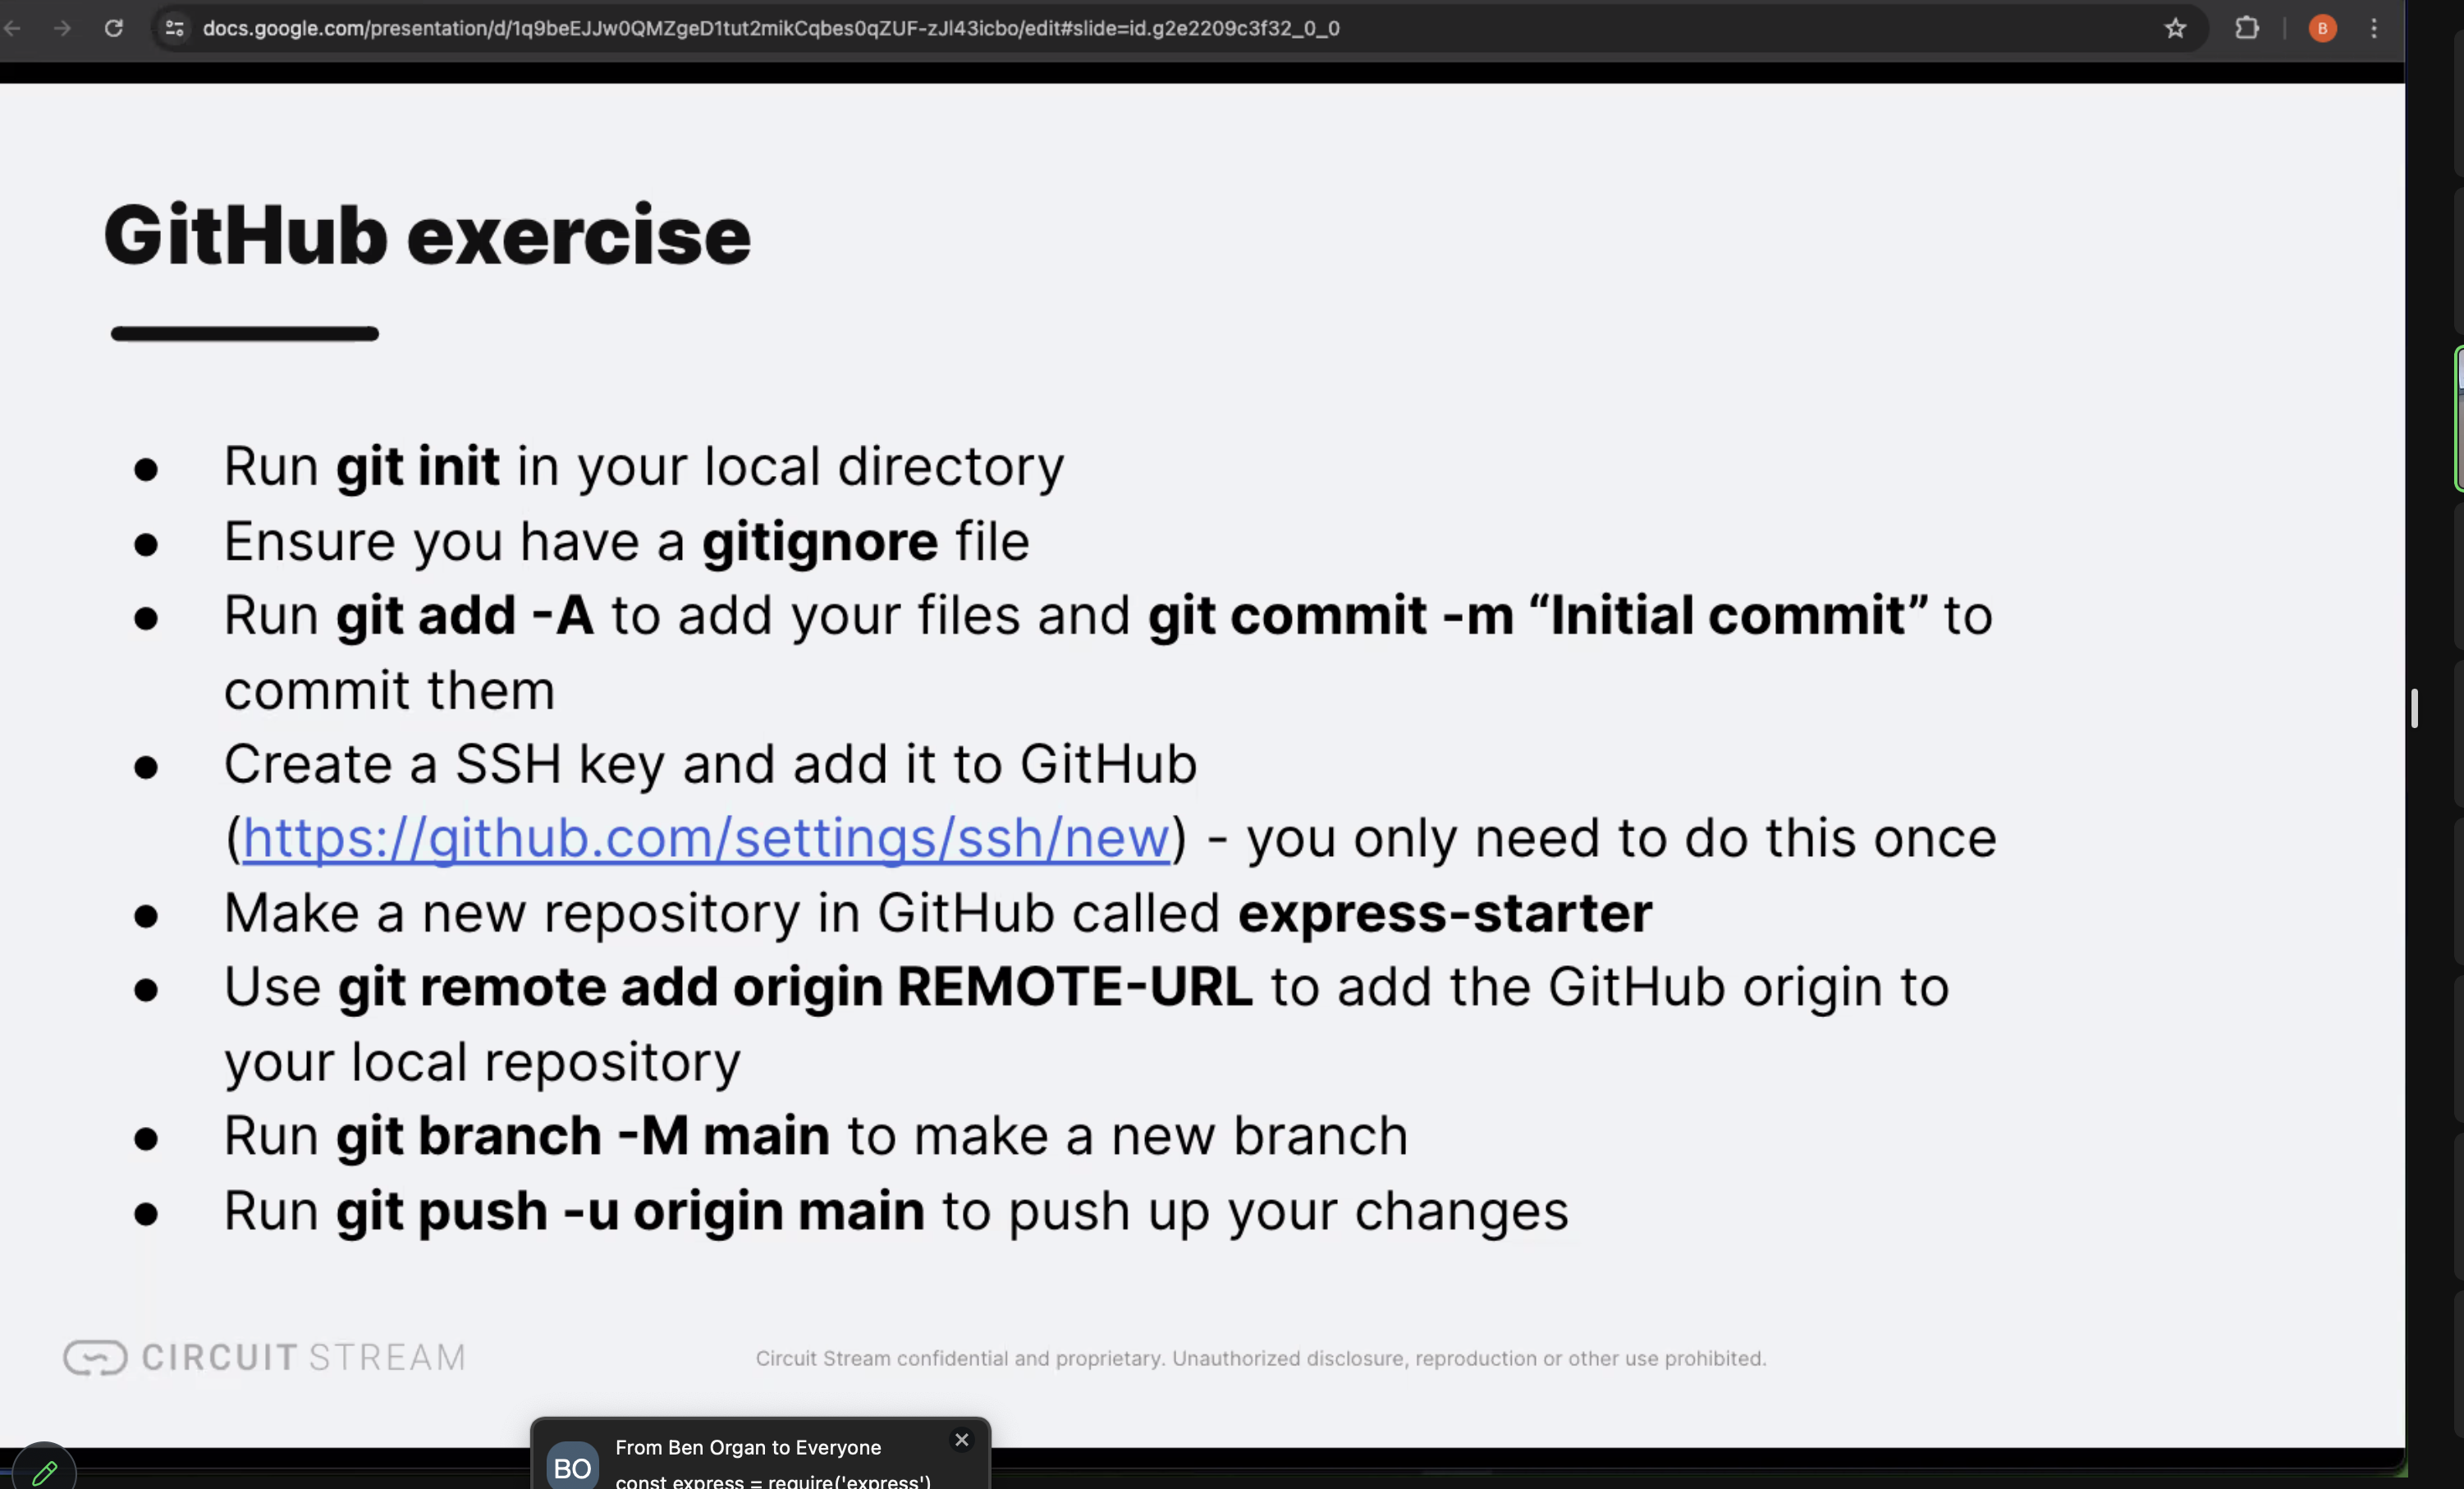 docs.google.com/presentation/d/1q9beEJJw0QMZgeD1tut2mikCqbes0qZUF-zJl43icbo/edit#slide=id.g2e2209c3f32_0_0
B
GitHub exercise
● Run git init in your local directory
● Ensure you have a gitignore file
● Run git add -A to add your files and git commit -m “Initial commit” to
commit them
● Create a SSH key and add it to GitHub
(https://github.com/settings/ssh/new) - you only need to do this once
● Make a new repository in GitHub called express-starter
● Use git remote add origin REMOTE-URL to add the GitHub origin to
your local repository
● Run git branch -M main to make a new branch
● Run git push -u origin main to push up your changes
CIRCUIT STREAM
Circuit Stream confidential and proprietary. Unauthorized disclosure, reproduction or other use prohibited.
BO
From Ben Organ to Everyone
const express = require('express')